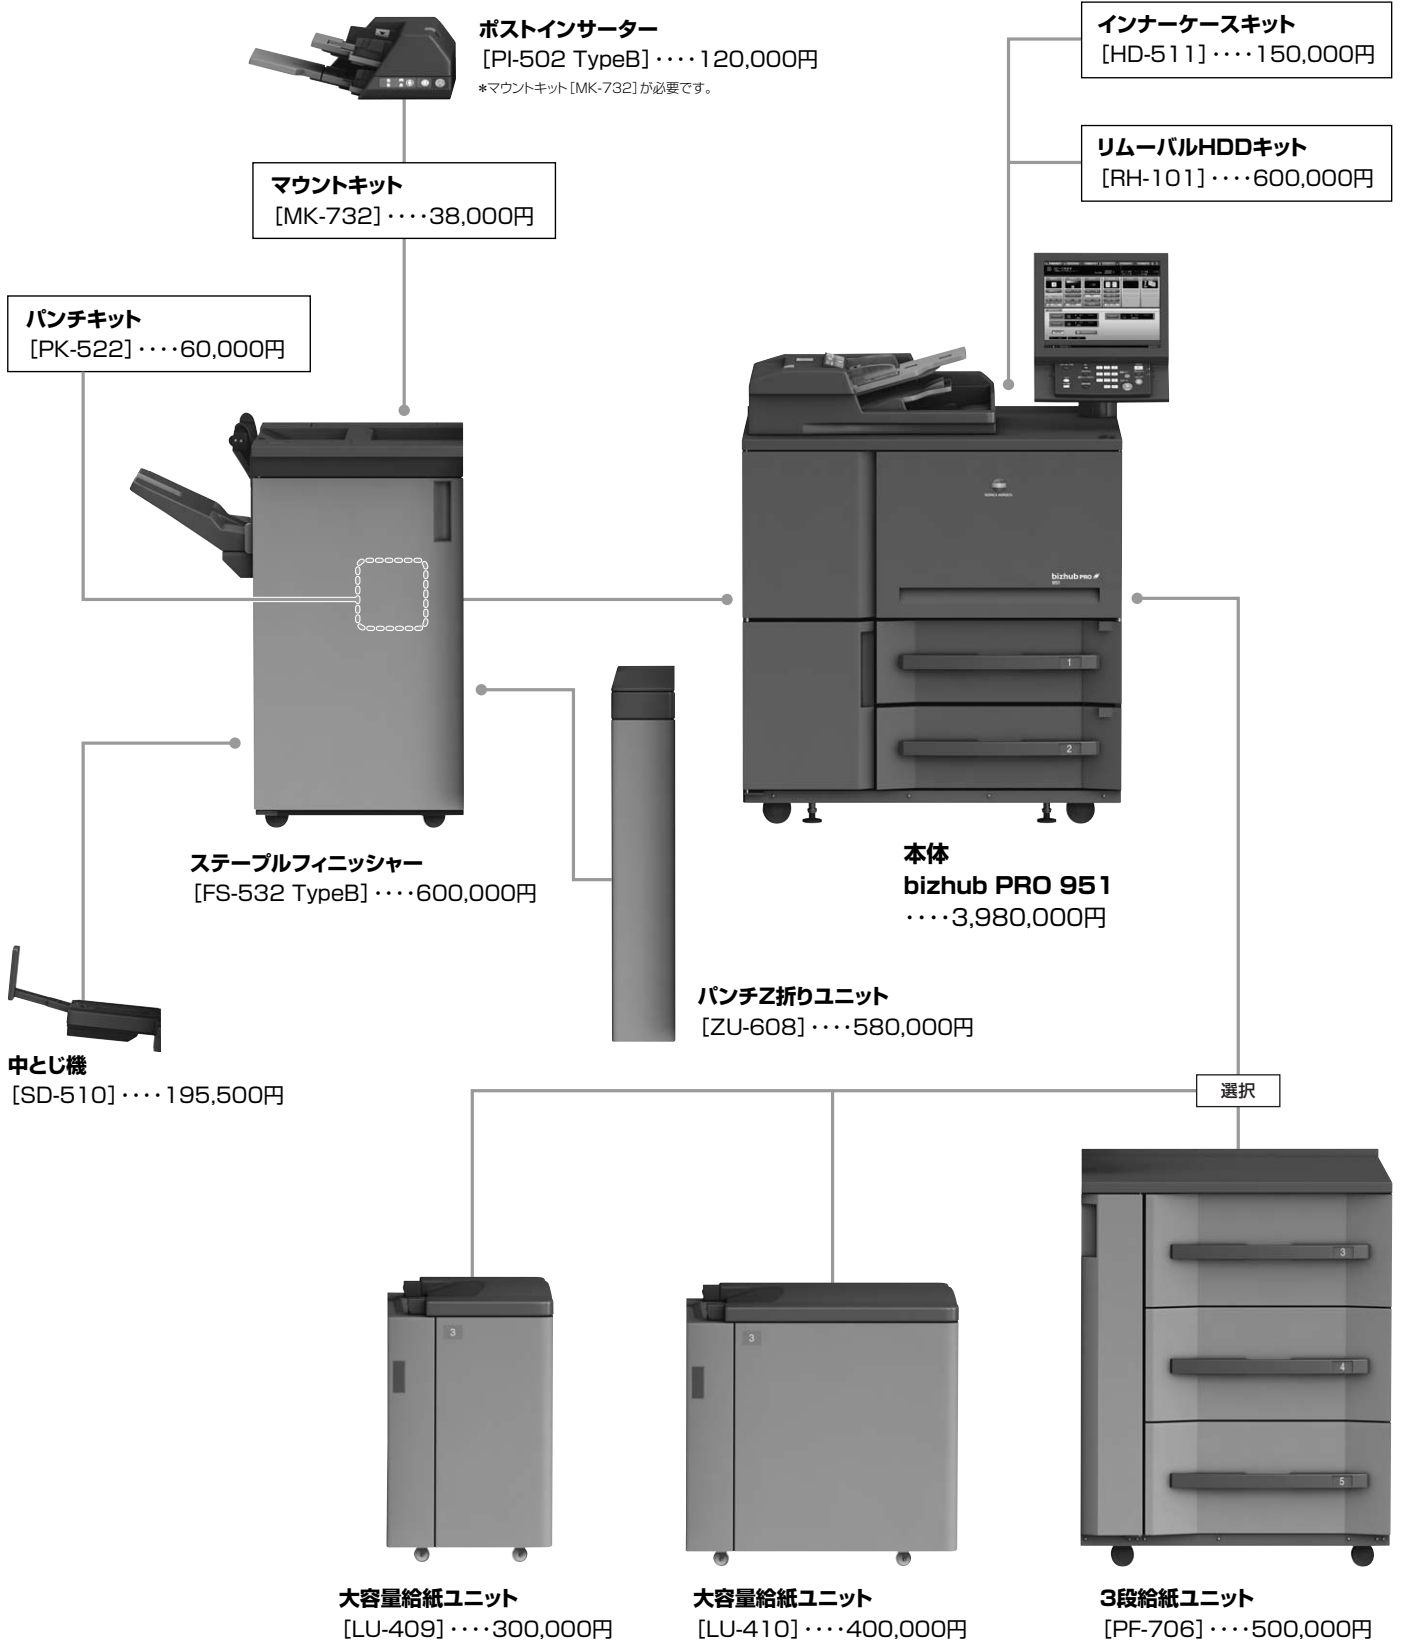 ポストインサーター
[PI-502 TypeB]････120,000円
*マウントキット[MK-732]が必要です。
インナーケースキット
[HD-511]････150,000円
リムーバルHDDキット
[RH-101]････600,000円
マウントキット
[MK-732]････38,000円
パンチキット
[PK-522]････60,000円
KONICA MINOLTA
bizhub PRO
951
1
2
ステープルフィニッシャー
[FS-532 TypeB]････600,000円
本体
bizhub PRO 951
････3,980,000円
パンチZ折りユニット
[ZU-608]････580,000円
中とじ機
[SD-510]････195,500円
選択
3
3
3
4
5
大容量給紙ユニット
[LU-409]････300,000円
大容量給紙ユニット
[LU-410]････400,000円
3段給紙ユニット
[PF-706]････500,000円